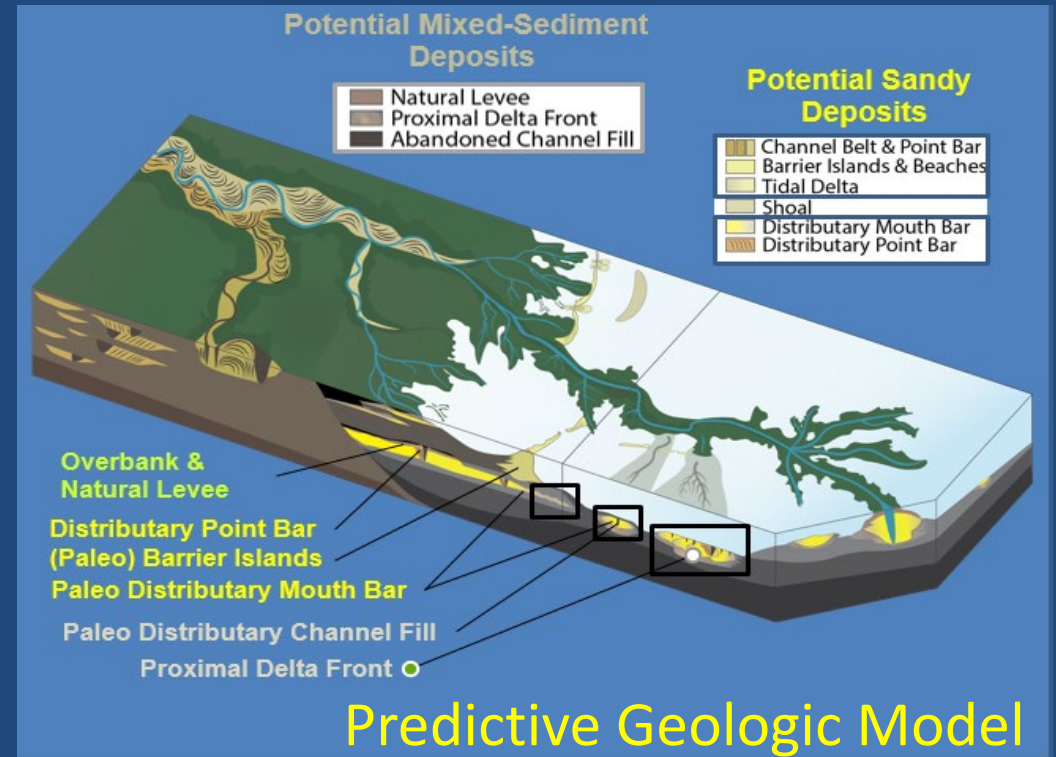 Potential Mixed-Sediment
Deposits
Natural Levee
Proximal Delta Front
Abandoned Channel Fill
Potential Sandy
Deposits
Channel Belt & Point Bar
Barrier Islands & Beaches
Tidal Delta
Shoal
Distributary Mouth Bar
Distributary Point Bar
Overbank &
Natural Levee
Distributary Point Bar
(Paleo) Barrier Islands
Paleo Distributary Mouth Bar
Paleo Distributary Channel Fill
Proximal Delta Front
Predictive Geologic Model